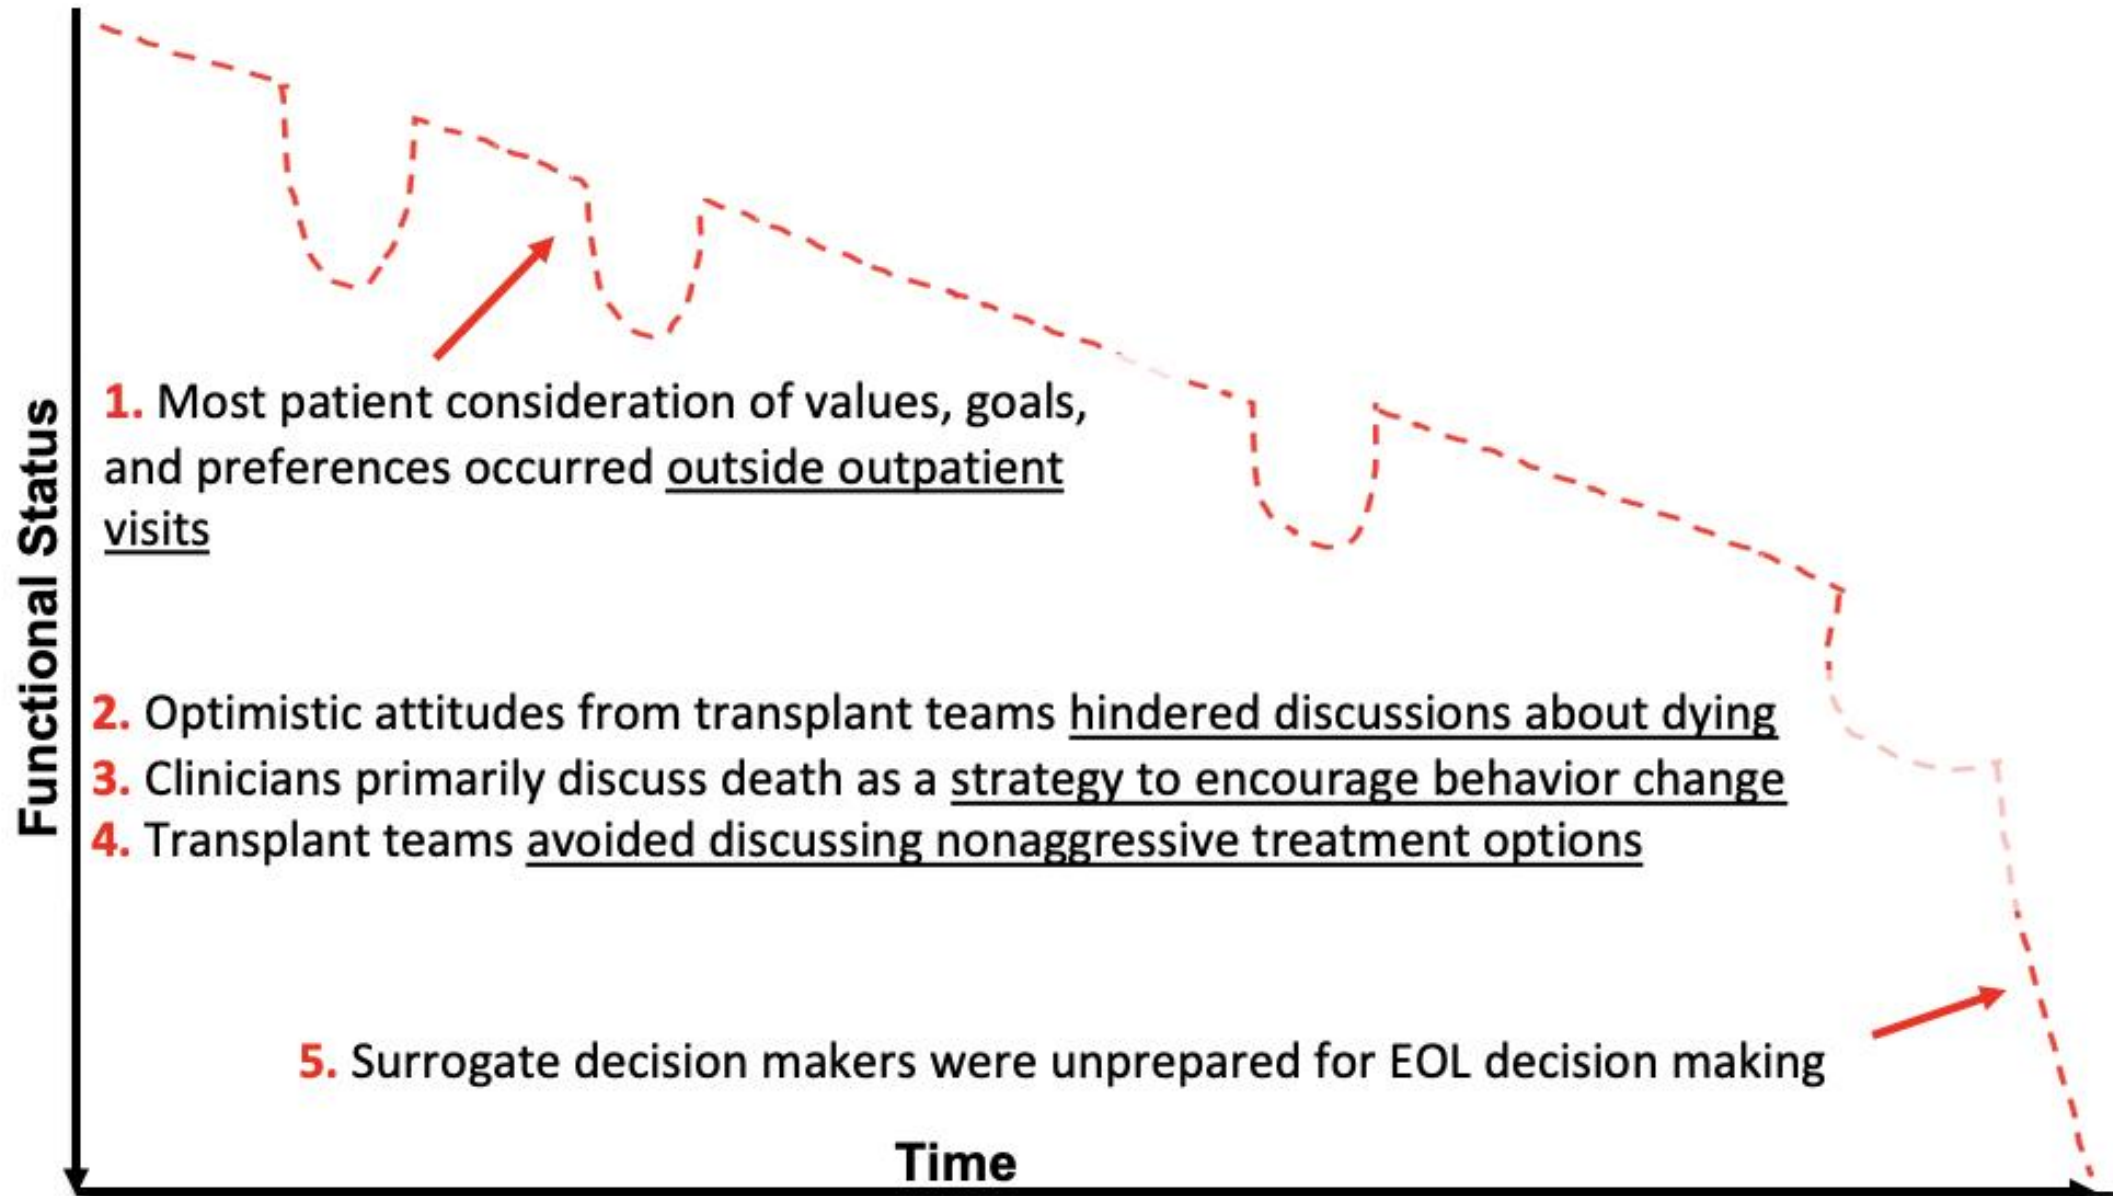 Functional Status
1. Most patient consideration of values, goals,
and preferences occurred outside outpatient
visits
2. Optimistic attitudes from transplant teams hindered discussions about dying
3. Clinicians primarily discuss death as a strategy to encourage behavior change
4. Transplant teams avoided discussing nonaggressive treatment options
5. Surrogate decision makers were unprepared for EOL decision making
Time